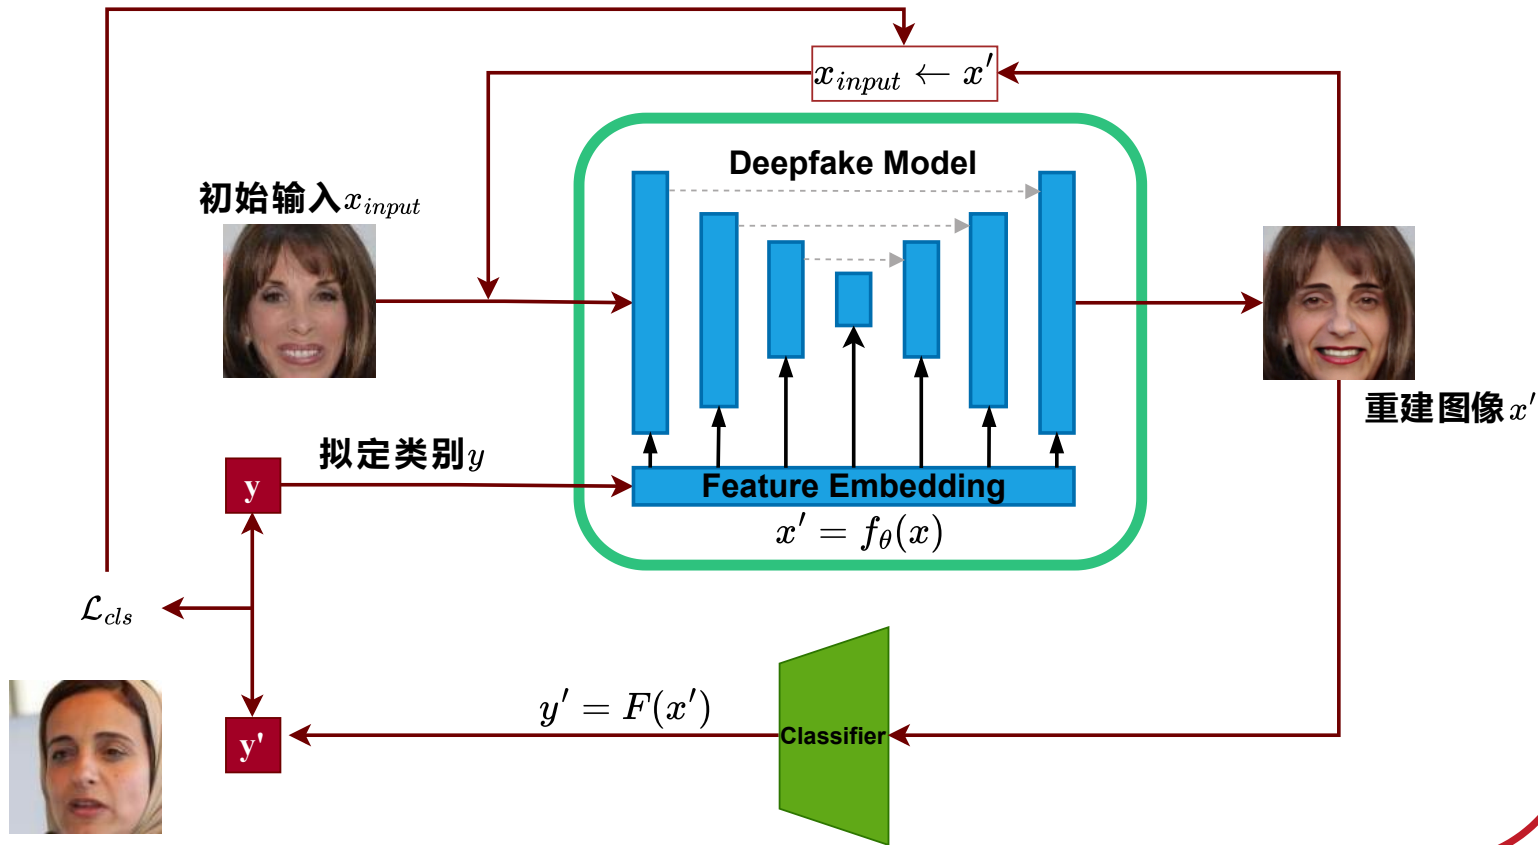 x_input ← x'
Deepfake Model
初始输入x_input
重建图像x'
拟定类别y
y
Feature Embedding
x' = f_θ(x)
ℒ_cls
y' = F(x')
Classifier
y'